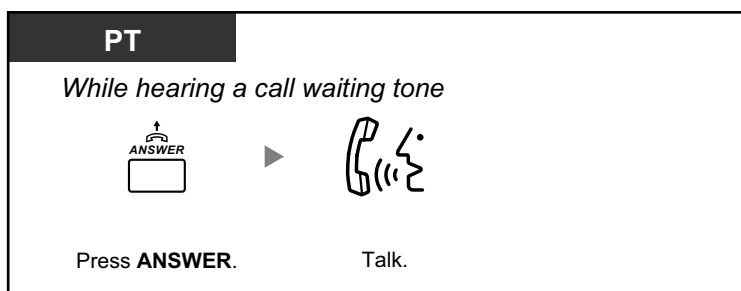 PT
While hearing a call waiting tone
ANSWER
Press ANSWER. Talk.